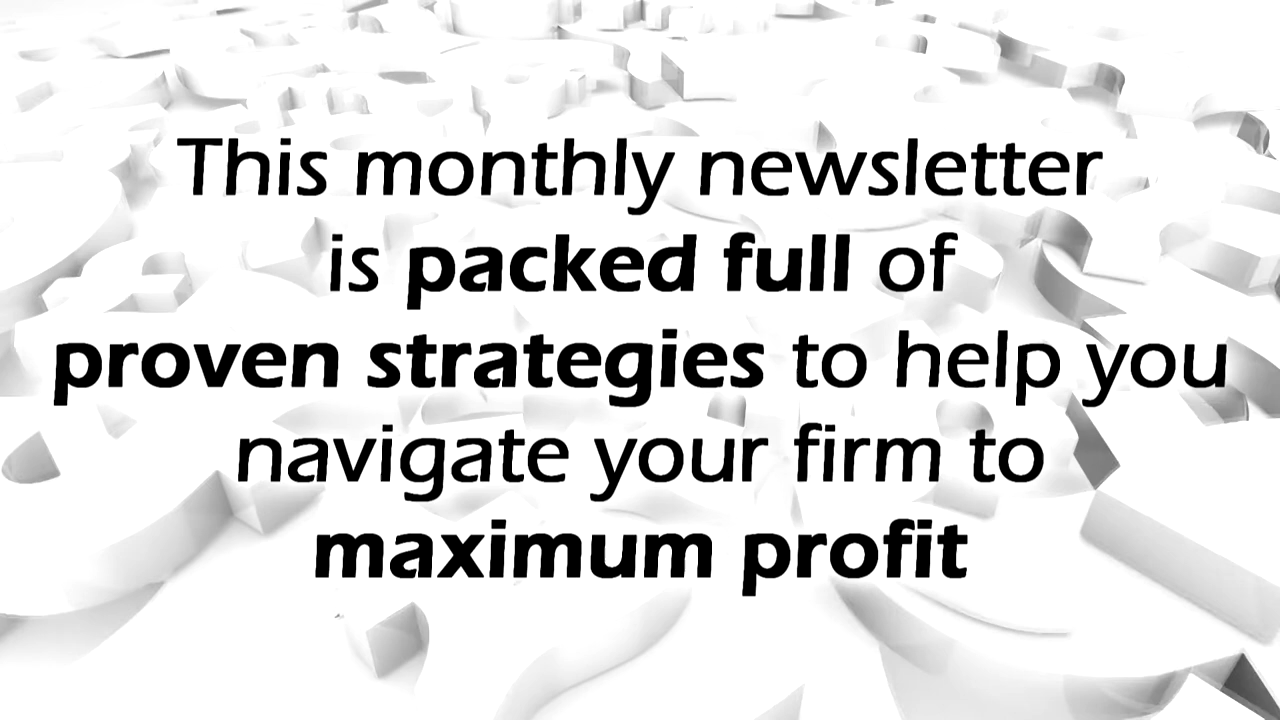 This monthly newsletter
is packed full of
proven strategies to help you
navigate your firm to
maximum profit